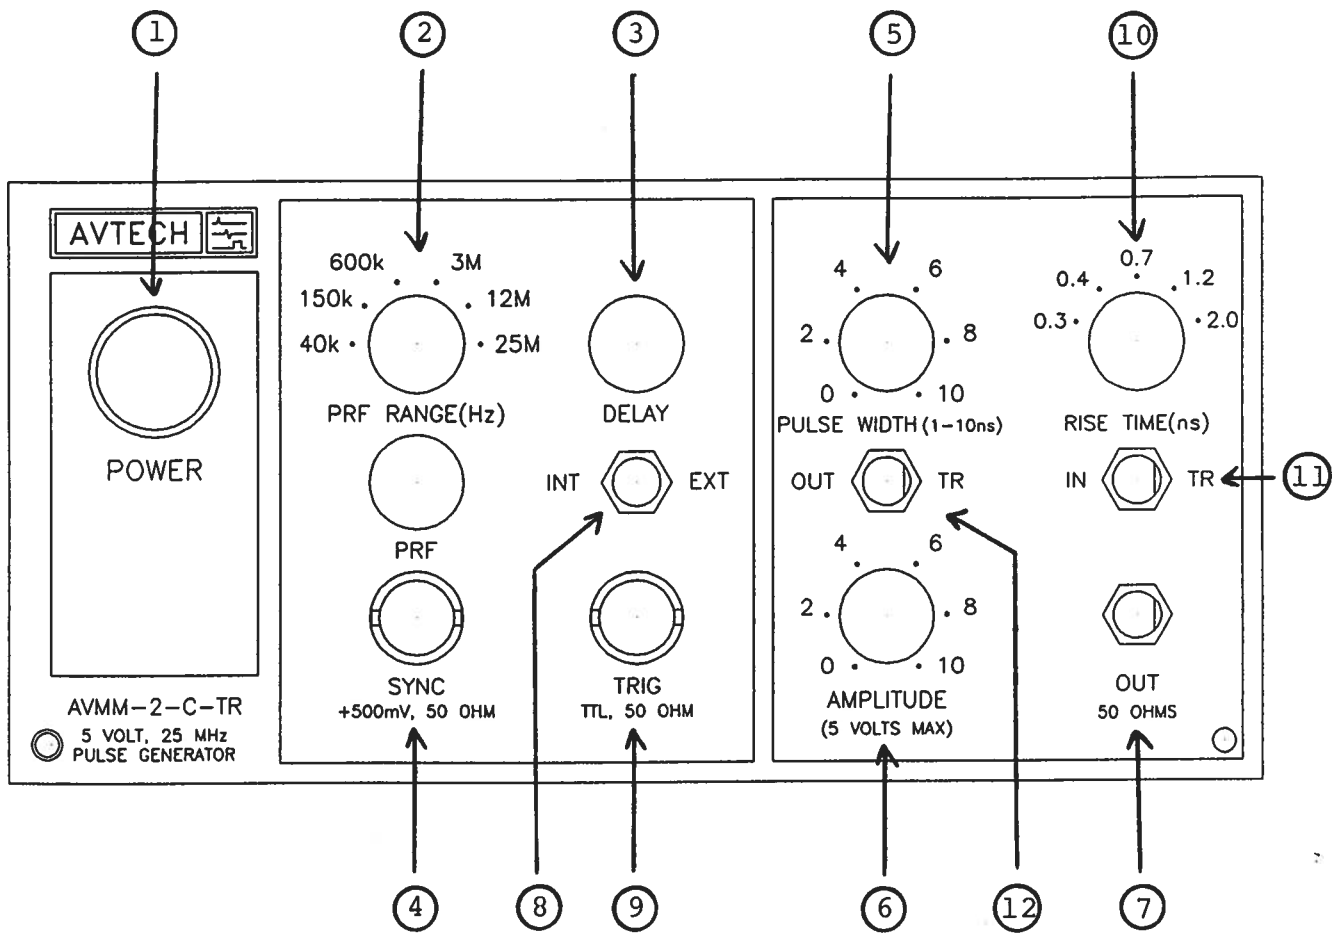 1 2 3 5 10
AVTECH
POWER
AVMM-2-C-TR
5 VOLT, 25 MHz
PULSE GENERATOR
600k 3M
150k 12M
40k 25M
PRF RANGE(Hz)
PRF
SYNC
+500mV, 50 OHM
DELAY
INT EXT
TRIG
TTL, 50 OHM
4 6
2 8
0 10
PULSE WIDTH (1-10ns)
OUT TR
4 6
2 8
0 10
AMPLITUDE
(5 VOLTS MAX)
0.7
0.4 1.2
0.3 2.0
RISE TIME(ns)
IN TR 11
OUT
50 OHMS
4 8 9 6 12 7